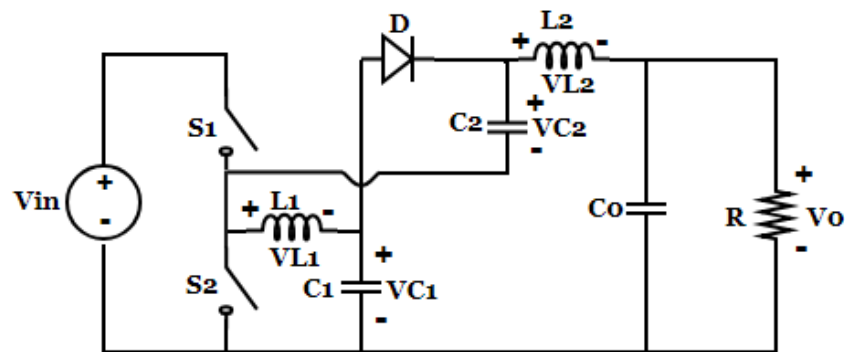 D
L2
+ -
VL2
S1
+
C2 VC2
-
Vin
+
-
L1
+ -
VL1
S2
+
C1 VC1
-
Co
+
R Vo
-